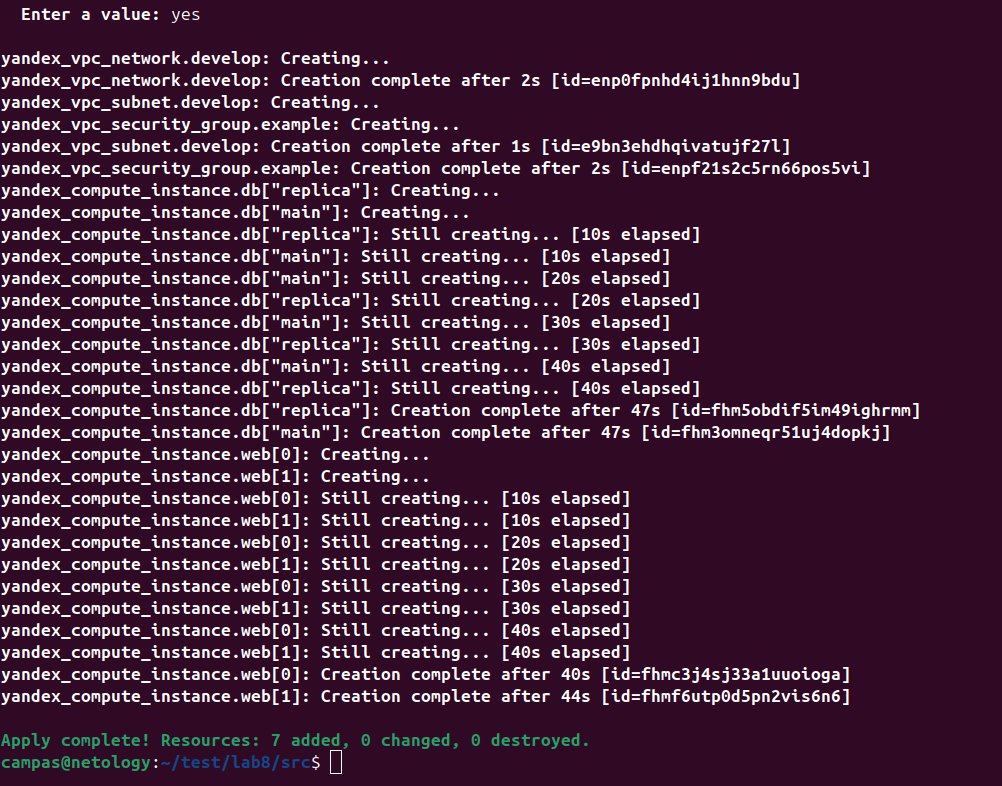 Enter a value: yes
yandex_vpc_network.develop: Creating...
yandex_vpc_network.develop: Creation complete after 2s [id=enp0fpnhd4ij1hnn9bdu]
yandex_vpc_subnet.develop: Creating...
yandex_vpc_security_group.example: Creating...
yandex_vpc_subnet.develop: Creation complete after 1s [id=e9bn3ehdhqivatujf27l]
yandex_vpc_security_group.example: Creation complete after 2s [id=enpf21s2c5rn66pos5vi]
yandex_compute_instance.db["replica"]: Creating...
yandex_compute_instance.db["main"]: Creating...
yandex_compute_instance.db["replica"]: Still creating... [10s elapsed]
yandex_compute_instance.db["main"]: Still creating... [10s elapsed]
yandex_compute_instance.db["main"]: Still creating... [20s elapsed]
yandex_compute_instance.db["replica"]: Still creating... [20s elapsed]
yandex_compute_instance.db["main"]: Still creating... [30s elapsed]
yandex_compute_instance.db["replica"]: Still creating... [30s elapsed]
yandex_compute_instance.db["main"]: Still creating... [40s elapsed]
yandex_compute_instance.db["replica"]: Still creating... [40s elapsed]
yandex_compute_instance.db["replica"]: Creation complete after 47s [id=fhm5obdif5im49ighrmm]
yandex_compute_instance.db["main"]: Creation complete after 47s [id=fhm3omneqr51uj4dopkj]
yandex_compute_instance.web[0]: Creating...
yandex_compute_instance.web[1]: Creating...
yandex_compute_instance.web[0]: Still creating... [10s elapsed]
yandex_compute_instance.web[1]: Still creating... [10s elapsed]
yandex_compute_instance.web[0]: Still creating... [20s elapsed]
yandex_compute_instance.web[1]: Still creating... [20s elapsed]
yandex_compute_instance.web[0]: Still creating... [30s elapsed]
yandex_compute_instance.web[1]: Still creating... [30s elapsed]
yandex_compute_instance.web[0]: Still creating... [40s elapsed]
yandex_compute_instance.web[1]: Still creating... [40s elapsed]
yandex_compute_instance.web[0]: Creation complete after 40s [id=fhmc3j4sj33a1uuoioga]
yandex_compute_instance.web[1]: Creation complete after 44s [id=fhmf6utp0d5pn2vis6n6]
Apply complete! Resources: 7 added, 0 changed, 0 destroyed.
campas@netology:~/test/lab8/src$